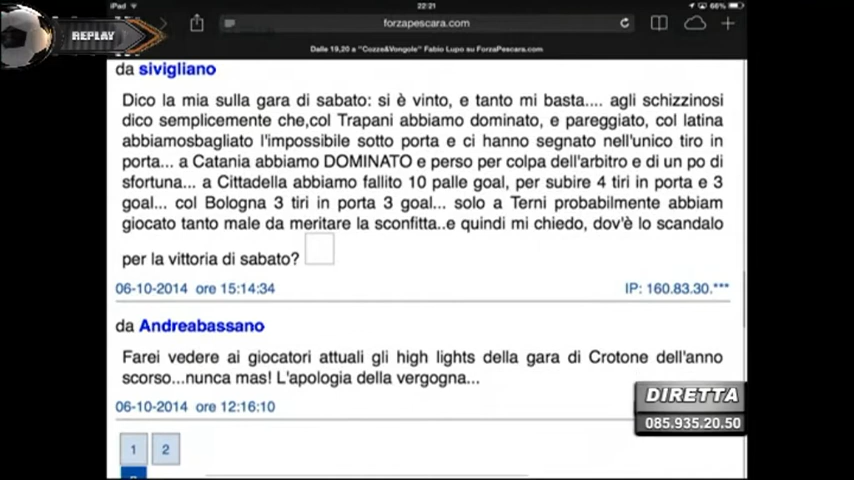 iPad
22:21
66%
REPLAY
forzapescara.com
Dalle 19,20 a "Cozze&Vongole" Fabio Lupo su ForzaPescara.com
da sivigliano
Dico la mia sulla gara di sabato: si è vinto, e tanto mi basta.... agli schizzinosi
dico semplicemente che,col Trapani abbiamo dominato, e pareggiato, col latina
abbiamosbagliato l'impossibile sotto porta e ci hanno segnato nell'unico tiro in
porta... a Catania abbiamo DOMINATO e perso per colpa dell'arbitro e di un po di
sfortuna... a Cittadella abbiamo fallito 10 palle goal, per subire 4 tiri in porta e 3
goal... col Bologna 3 tiri in porta 3 goal... solo a Terni probabilmente abbiam
giocato tanto male da meritare la sconfitta..e quindi mi chiedo, dov'è lo scandalo
per la vittoria di sabato?
06-10-2014 ore 15:14:34 IP: 160.83.30.***
da Andreabassano
Farei vedere ai giocatori attuali gli high lights della gara di Crotone dell'anno
scorso...nunca mas! L'apologia della vergogna...
06-10-2014 ore 12:16:10
DIRETTA
085.935.20.50
1 2